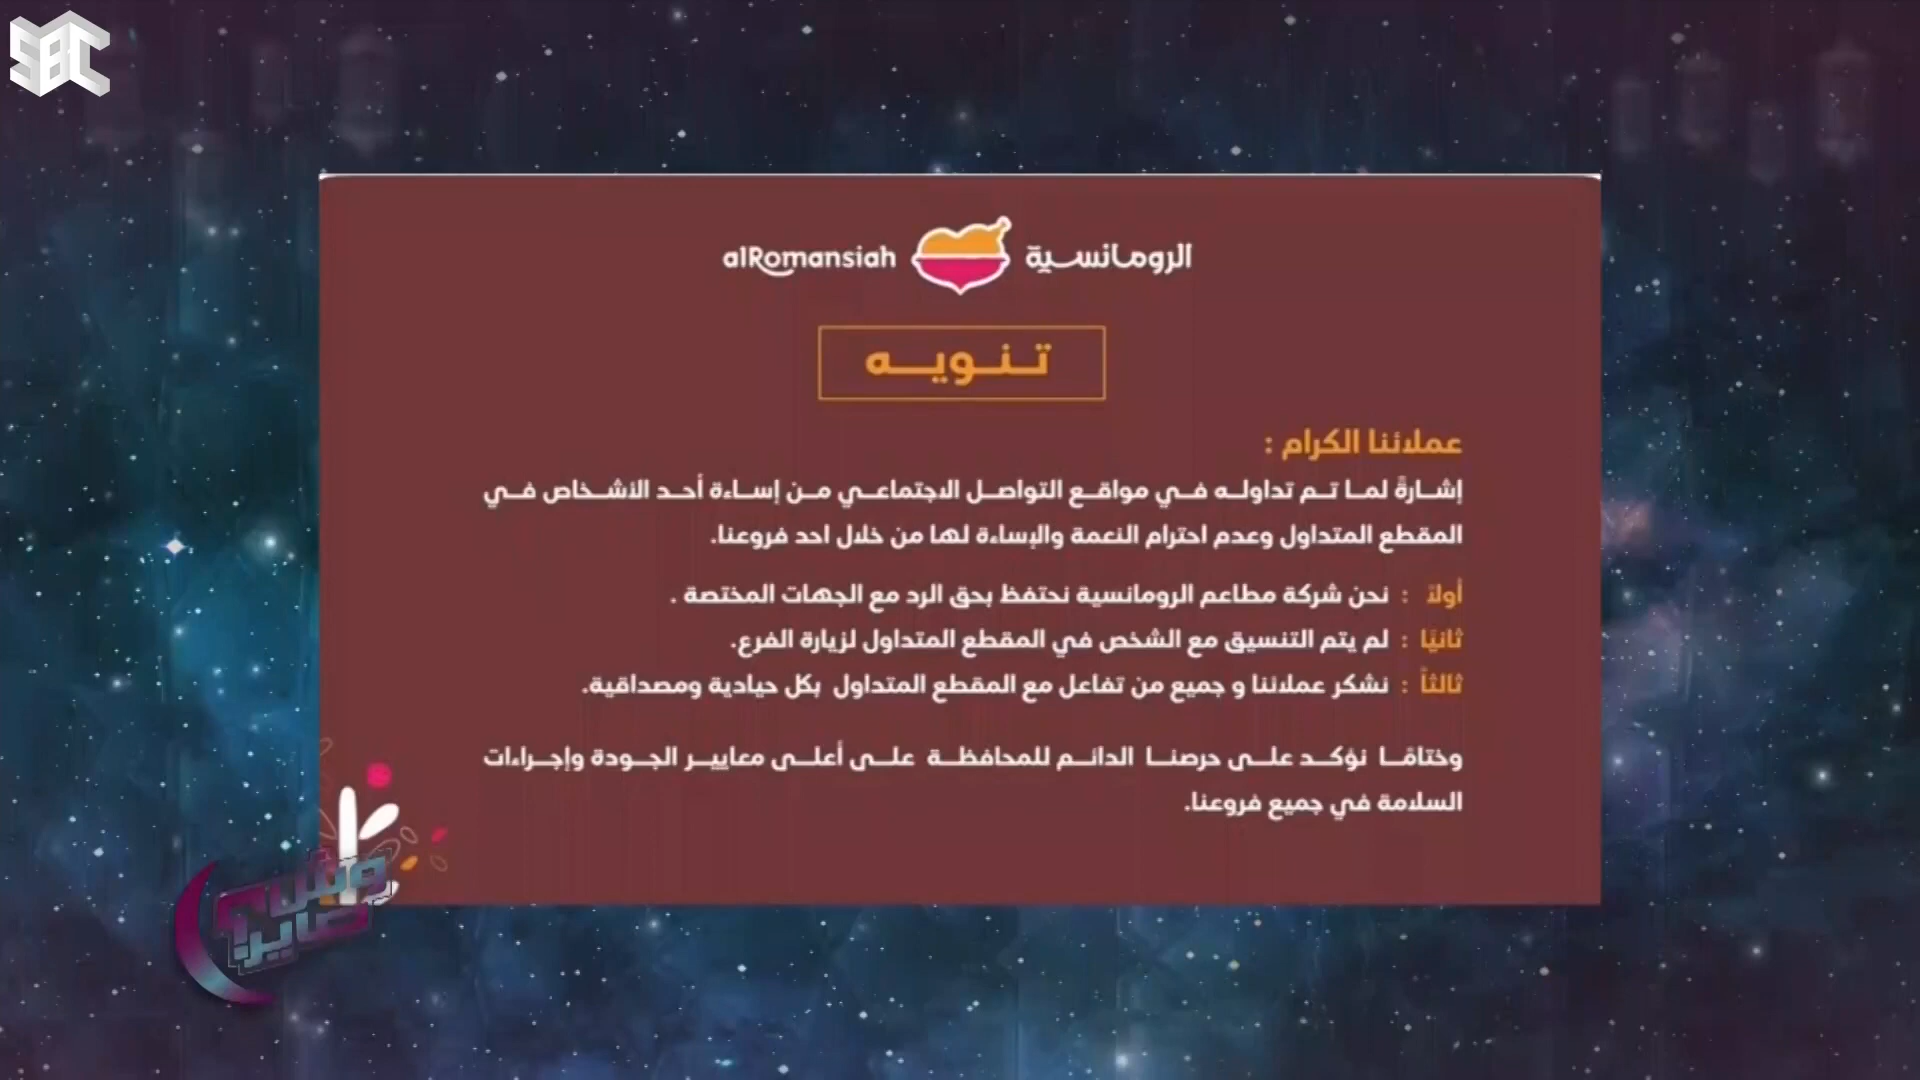 SBC
alRomansiah الرومانسية
تنويه
عملائنا الكرام :
إشارةً لما تم تداوله في مواقع التواصل الاجتماعي من إساءة أحد الأشخاص في
المقطع المتداول وعدم احترام النعمة والإساءة لها من خلال احد فروعنا.
أولاً : نحن شركة مطاعم الرومانسية نحتفظ بحق الرد مع الجهات المختصة .
ثانيًا : لم يتم التنسيق مع الشخص في المقطع المتداول لزيارة الفرع.
ثالثاً : نشكر عملائنا و جميع من تفاعل مع المقطع المتداول بكل حيادية ومصداقية.
وختامًا نؤكد على حرصنا الدائم للمحافظة على أعلى معايير الجودة وإجراءات
السلامة في جميع فروعنا.
وش
صاير؟